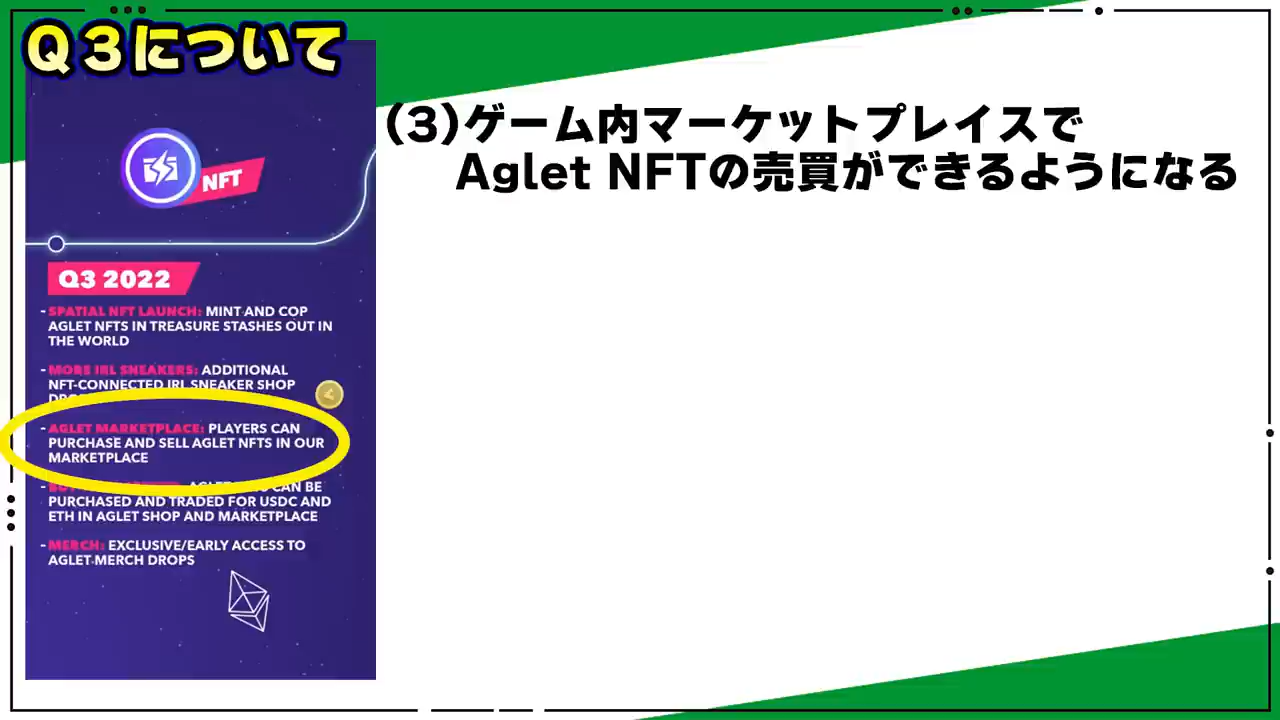 Q3について
(3)ゲーム内マーケットプレイスで
Aglet NFTの売買ができるようになる
NFT
Q3 2022
- SPATIAL NFT LAUNCH: MINT AND COP
AGLET NFTS IN TREASURE STASHES OUT IN
THE WORLD
- MORE IRL SNEAKERS: ADDITIONAL
NFT-CONNECTED IRL SNEAKER SHOP
- AGLET MARKETPLACE: PLAYERS CAN
PURCHASE AND SELL AGLET NFTS IN OUR
MARKETPLACE
CAN BE
PURCHASED AND TRADED FOR USDC AND
ETH IN AGLET SHOP AND MARKETPLACE
- MERCH: EXCLUSIVE/EARLY ACCESS TO
AGLET MERCH DROPS